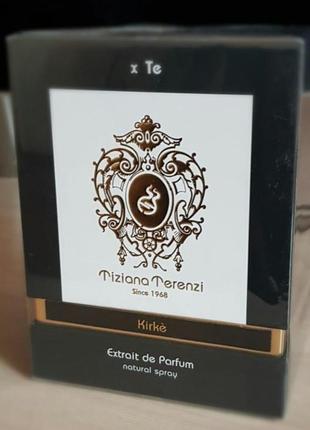 x Te
Tiziana Terenzi
Since 1968
Kirkè
Extrait de Parfum
natural spray